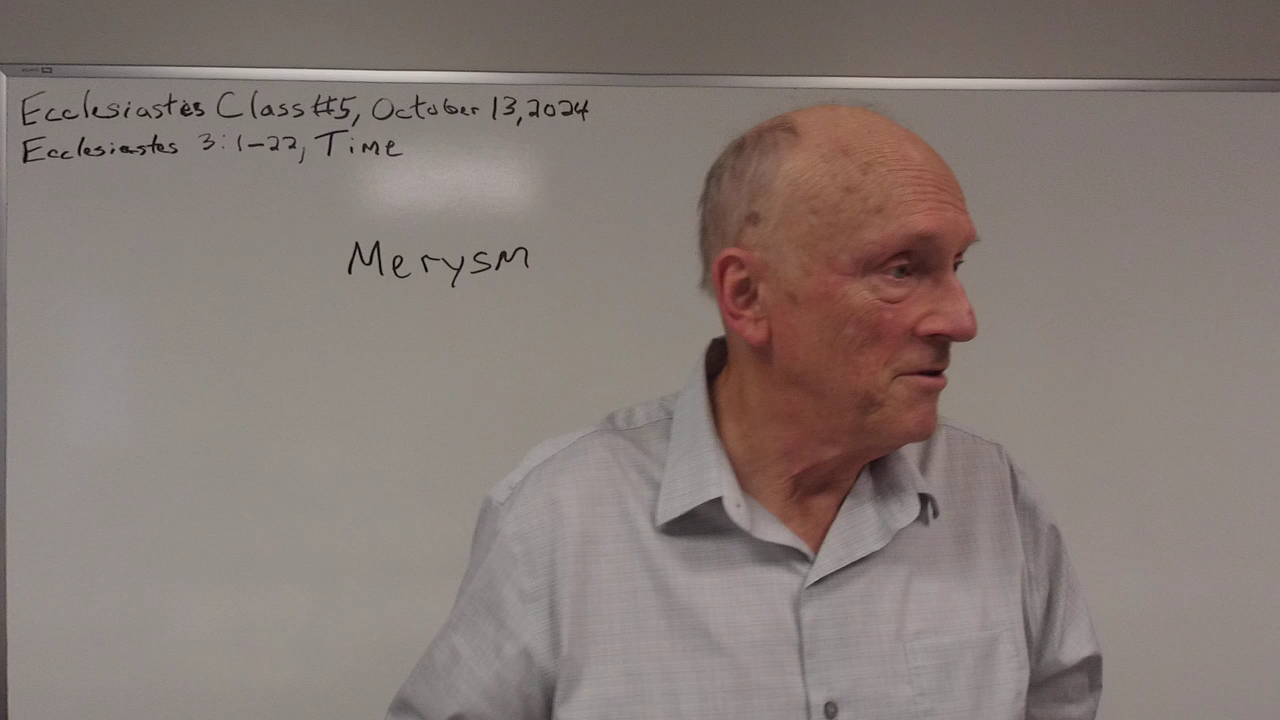 Ecclesiastes Class #5, October 13, 2024
Ecclesiastes 3:1-22, Time
Merysm